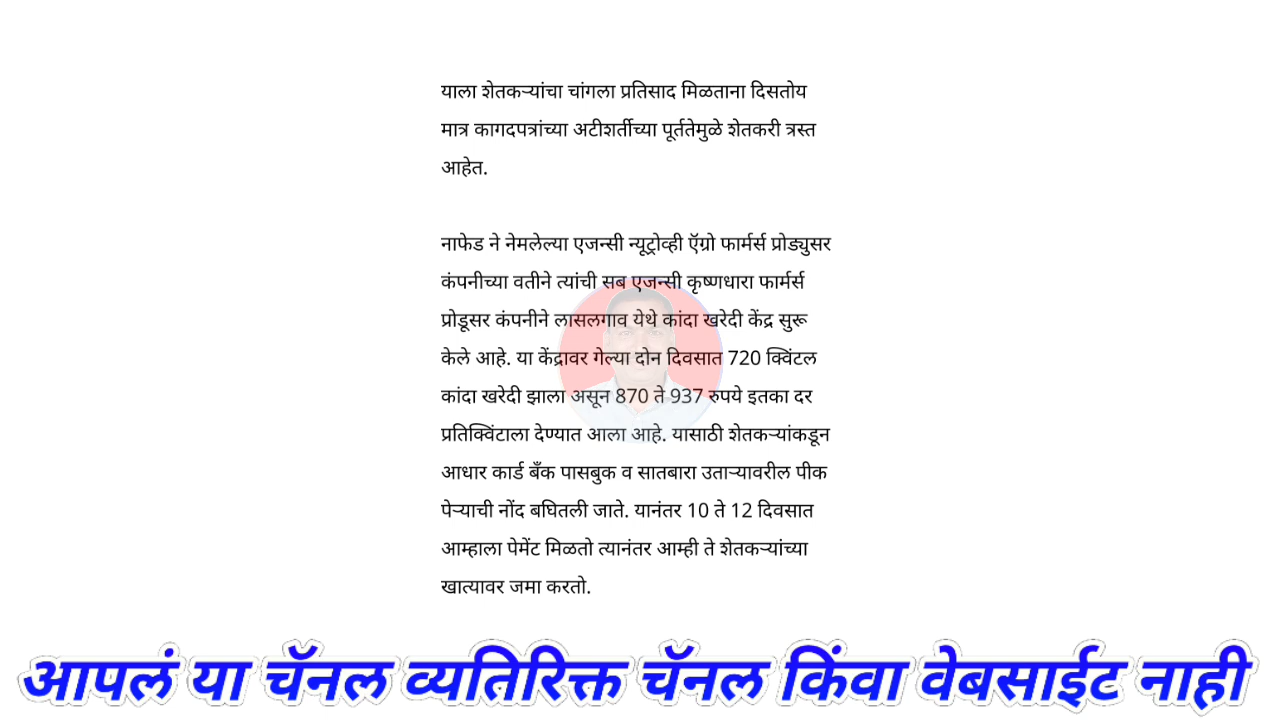 याला शेतकऱ्यांचा चांगला प्रतिसाद मिळताना दिसतोय
मात्र कागदपत्रांच्या अटीशर्तीच्या पूर्ततेमुळे शेतकरी त्रस्त
आहेत.
नाफेड ने नेमलेल्या एजन्सी न्यूट्रोव्ही ऍग्रो फार्मर्स प्रोड्युसर
कंपनीच्या वतीने त्यांची सब एजन्सी कृष्णधारा फार्मर्स
प्रोडूसर कंपनीने लासलगाव येथे कांदा खरेदी केंद्र सुरू
केले आहे. या केंद्रावर गेल्या दोन दिवसात 720 क्विंटल
कांदा खरेदी झाला असून 870 ते 937 रुपये इतका दर
प्रतिक्विंटाला देण्यात आला आहे. यासाठी शेतकऱ्यांकडून
आधार कार्ड बँक पासबुक व सातबारा उताऱ्यावरील पीक
पेऱ्याची नोंद बघितली जाते. यानंतर 10 ते 12 दिवसात
आम्हाला पेमेंट मिळतो त्यानंतर आम्ही ते शेतकऱ्यांच्या
खात्यावर जमा करतो.
आपलं या चॅनल व्यतिरिक्त चॅनल किंवा वेबसाईट नाही